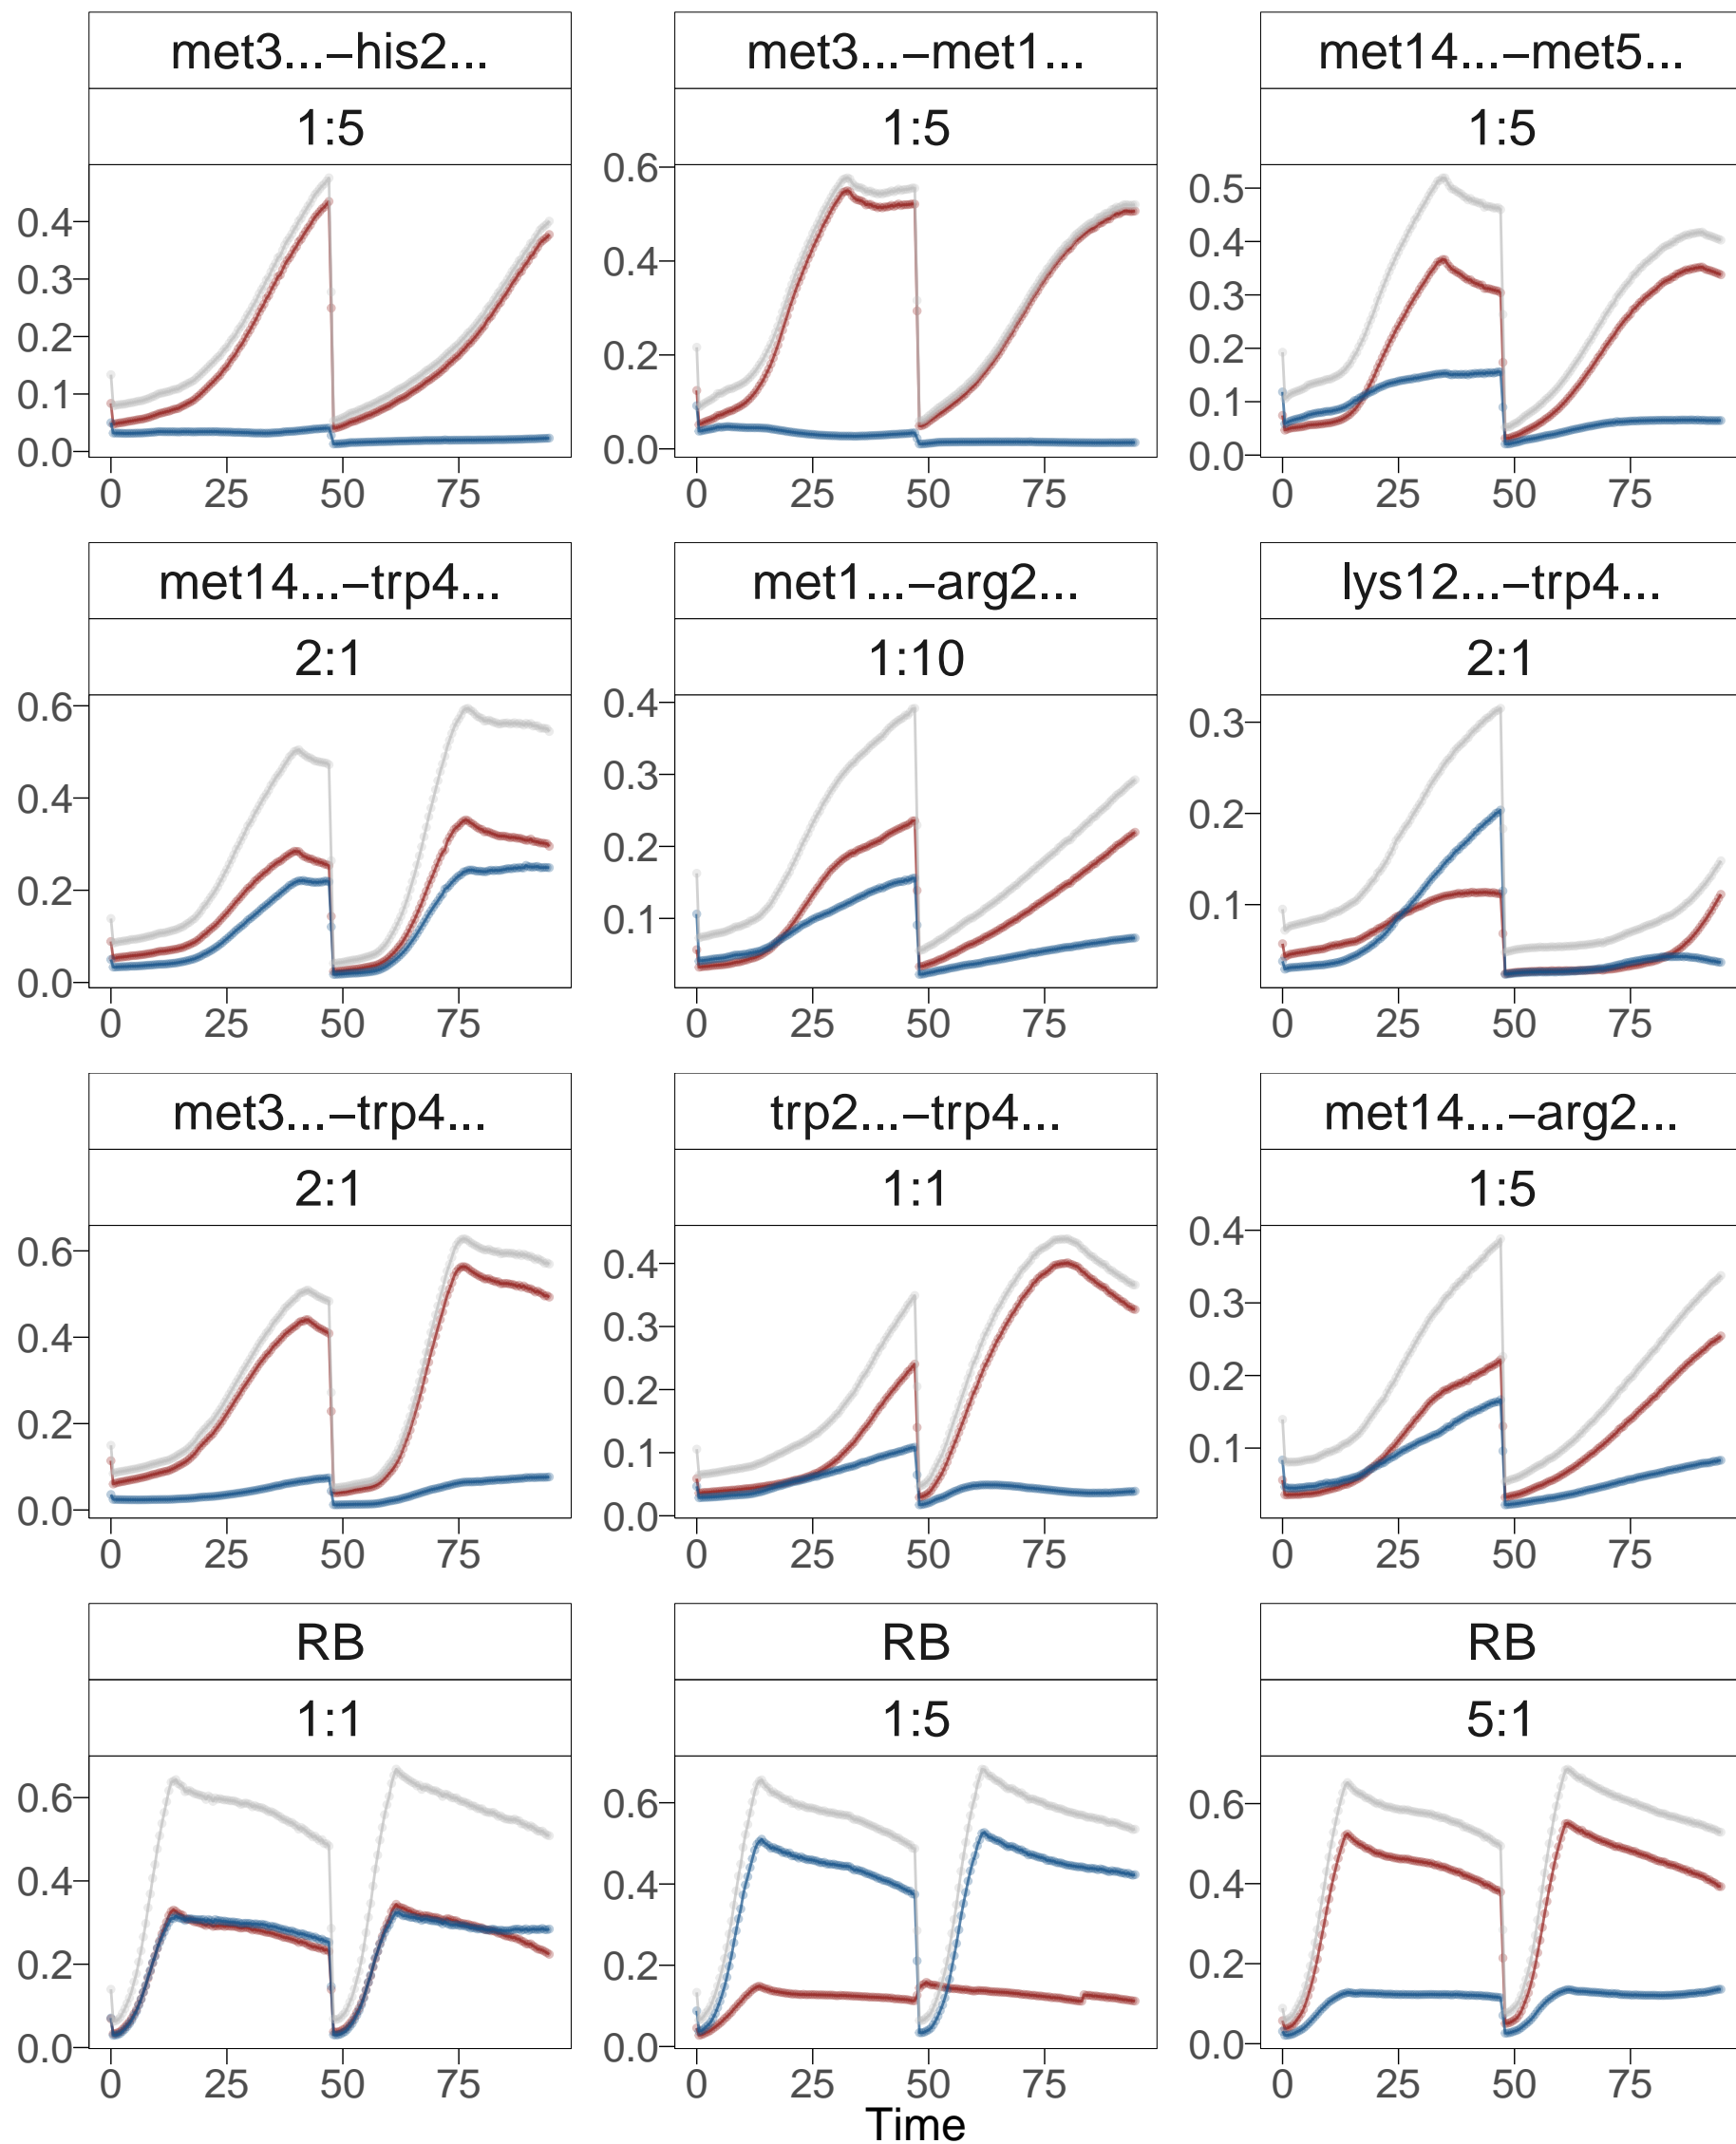 met3...–his2... met3...–met1... met14...–met5...
1:5 1:5 1:5
0.4 0.3 0.2 0.1 0.0 0.6 0.4 0.2 0.0 0.5 0.4 0.3 0.2 0.1 0.0
0 25 50 75 0 25 50 75 0 25 50 75
met14...–trp4... met1...–arg2... lys12...–trp4...
2:1 1:10 2:1
0.6 0.4 0.2 0.0 0.4 0.3 0.2 0.1 0.3 0.2 0.1
0 25 50 75 0 25 50 75 0 25 50 75
met3...–trp4... trp2...–trp4... met14...–arg2...
2:1 1:1 1:5
0.6 0.4 0.2 0.0 0.4 0.3 0.2 0.1 0.0 0.4 0.3 0.2 0.1
0 25 50 75 0 25 50 75 0 25 50 75
RB RB RB
1:1 1:5 5:1
0.6 0.4 0.2 0.0 0.6 0.4 0.2 0.0 0.6 0.4 0.2 0.0
0 25 50 75 0 25 50 75 0 25 50 75
Time